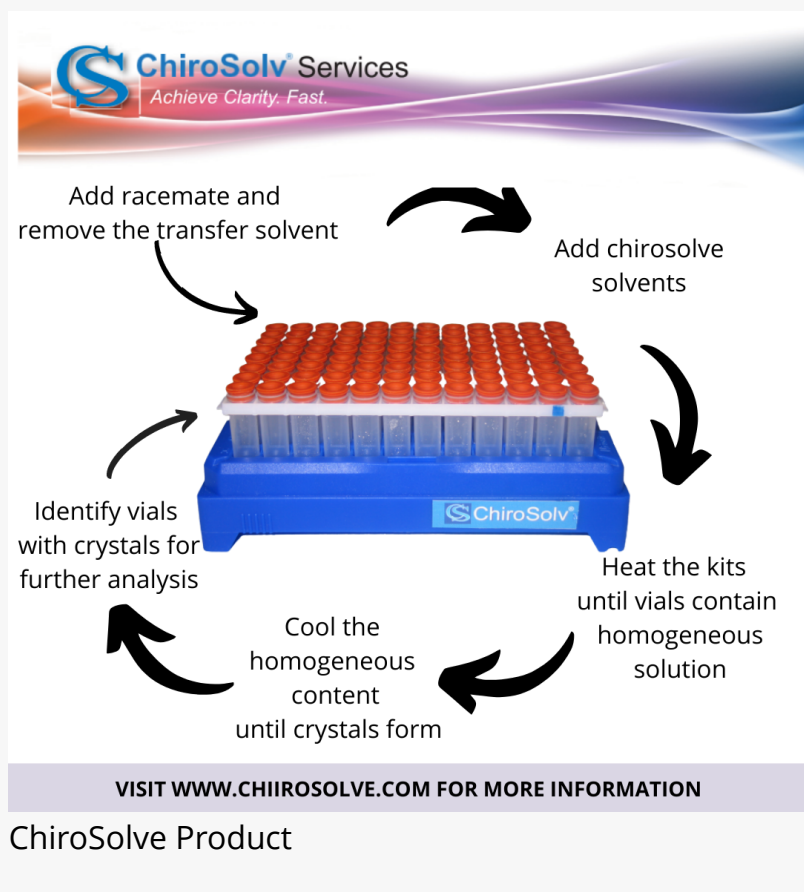 ChiroSolv® Services
Achieve Clarity. Fast.
Add racemate and
remove the transfer solvent
Add chirosolve
solvents
Heat the kits
until vials contain
homogeneous
solution
Cool the
homogeneous
content
until crystals form
Identify vials
with crystals for
further analysis
ChiroSolv®
VISIT WWW.CHIIROSOLVE.COM FOR MORE INFORMATION
ChiroSolve Product